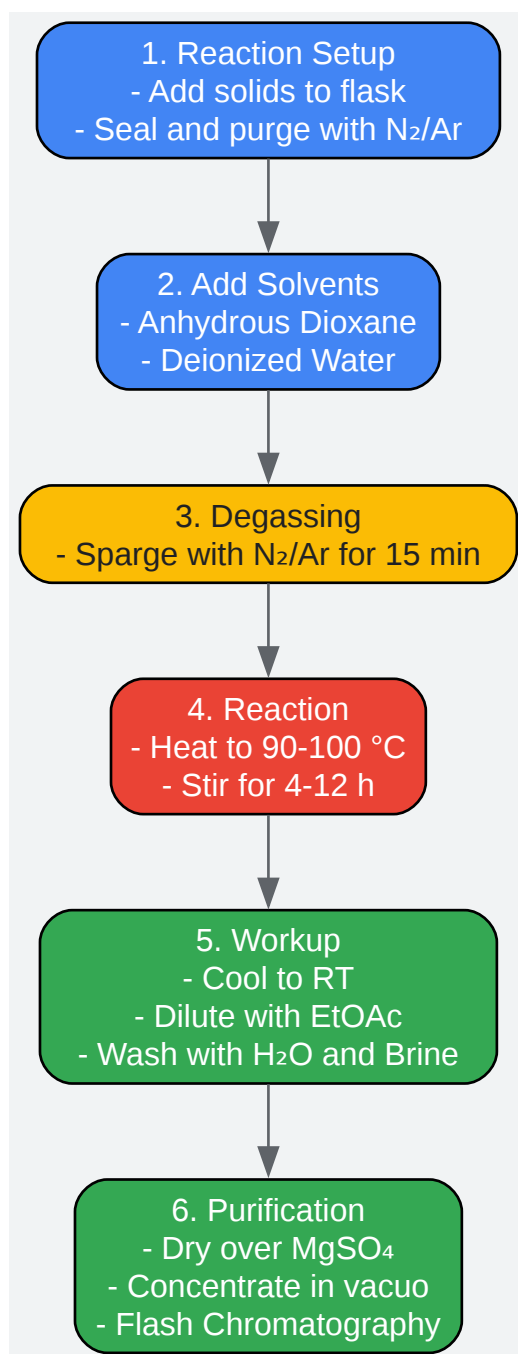 1. Reaction Setup
- Add solids to flask
- Seal and purge with N₂/Ar
2. Add Solvents
- Anhydrous Dioxane
- Deionized Water
3. Degassing
- Sparge with N₂/Ar for 15 min
4. Reaction
- Heat to 90-100 °C
- Stir for 4-12 h
5. Workup
- Cool to RT
- Dilute with EtOAc
- Wash with H₂O and Brine
6. Purification
- Dry over MgSO₄
- Concentrate in vacuo
- Flash Chromatography